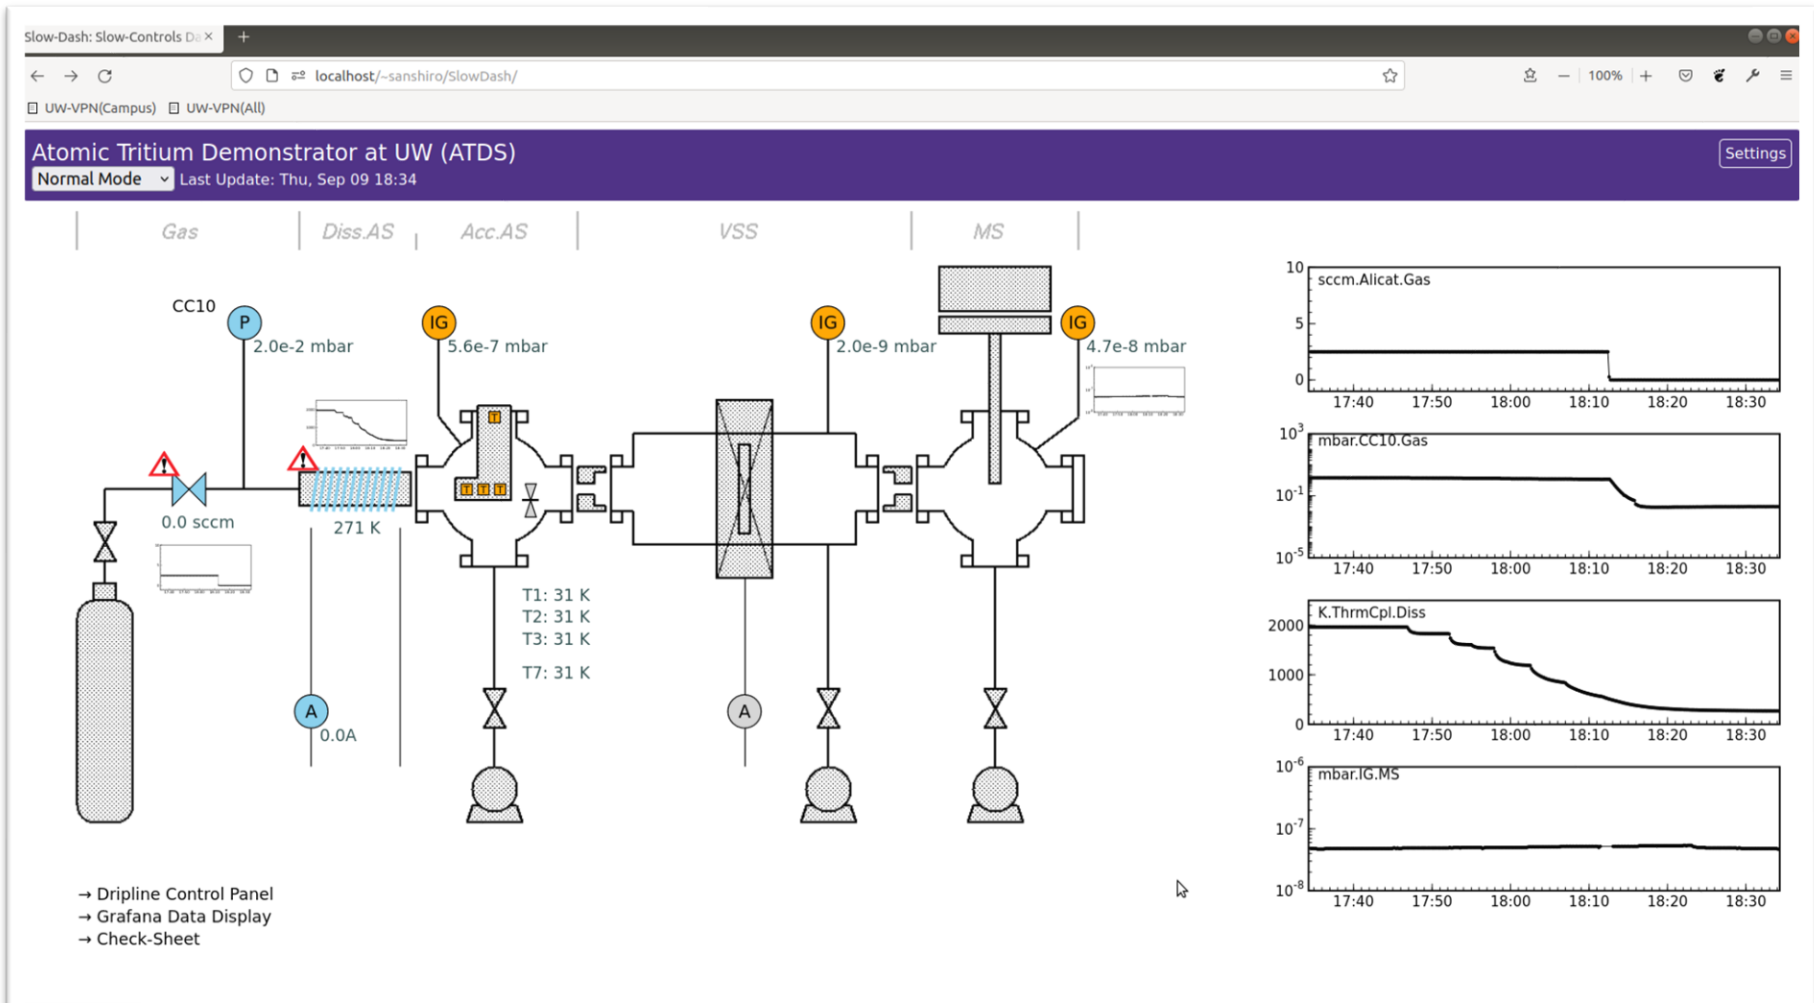 Slow-Dash: Slow-Controls Da
localhost/~sanshiro/SlowDash/
100%
UW-VPN(Campus) UW-VPN(All)
Atomic Tritium Demonstrator at UW (ATDS)
Settings
Normal Mode Last Update: Thu, Sep 09 18:34
Gas Diss.AS Acc.AS VSS MS
CC10
P
2.0e-2 mbar
IG
5.6e-7 mbar
IG
2.0e-9 mbar
IG
4.7e-8 mbar
T
T T T
0.0 sccm
271 K
T1: 31 K
T2: 31 K
T3: 31 K
T7: 31 K
A
0.0A
A
→ Dripline Control Panel
→ Grafana Data Display
→ Check-Sheet
sccm.Alicat.Gas
10
5
0
17:40 17:50 18:00 18:10 18:20 18:30
mbar.CC10.Gas
10³
10⁻¹
10⁻⁵
17:40 17:50 18:00 18:10 18:20 18:30
K.ThrmCpl.Diss
2000
1000
0
17:40 17:50 18:00 18:10 18:20 18:30
mbar.IG.MS
10⁻⁶
10⁻⁷
10⁻⁸
17:40 17:50 18:00 18:10 18:20 18:30